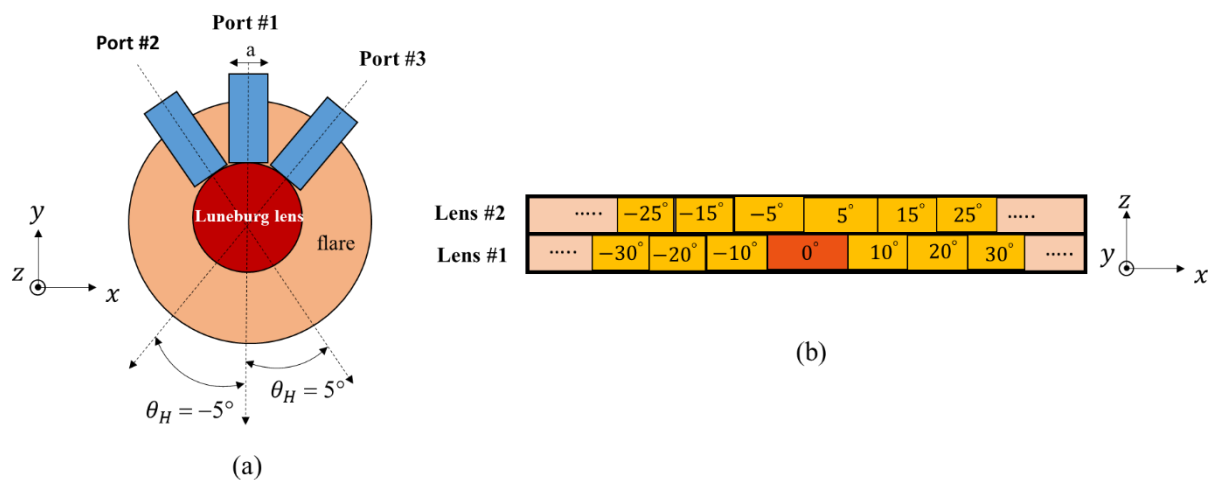 Port #1
Port #2
a
Port #3
Luneburg lens
flare
y
z
x
θ_H = −5°
θ_H = 5°
(a)
Lens #2
..... −25° −15° −5° 5° 15° 25° .....
Lens #1
..... −30° −20° −10° 0° 10° 20° 30° .....
z
y
x
(b)